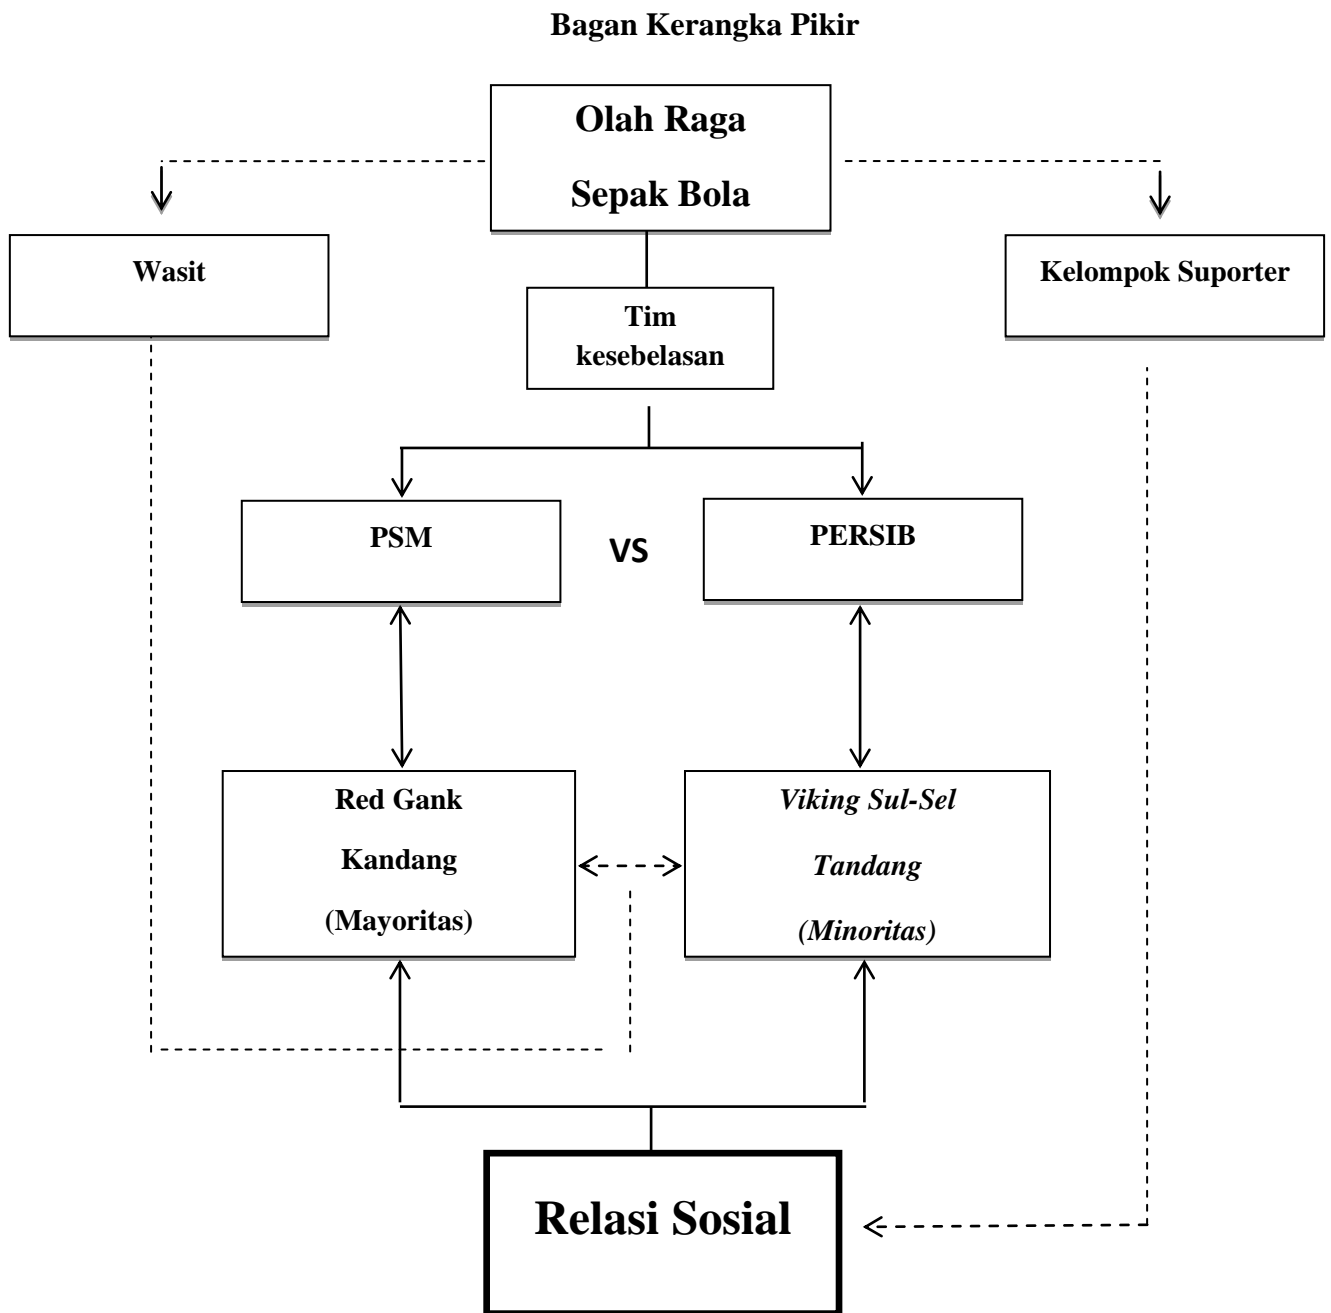 Bagan Kerangka Pikir
Olah Raga
Sepak Bola
Wasit
Kelompok Suporter
Tim
kesebelasan
PSM
VS
PERSIB
Red Gank
Kandang
(Mayoritas)
Viking Sul-Sel
Tandang
(Minoritas)
Relasi Sosial